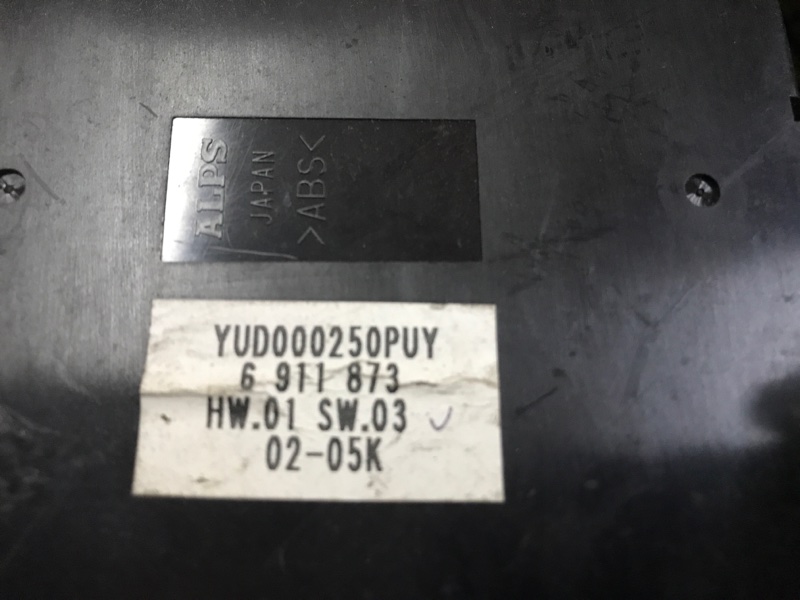 ALPS
JAPAN
>ABS<
YUD000250PUY
6 911 873
HW.01 SW.03
02-05K